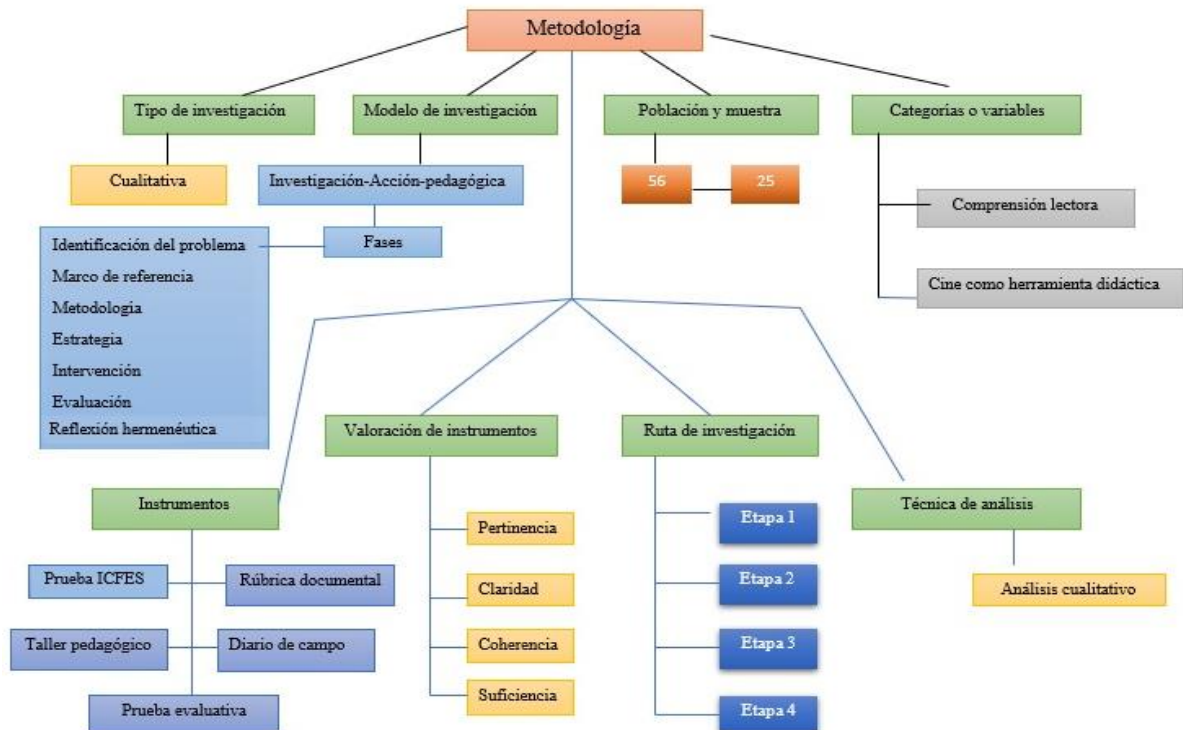 Metodología
Tipo de investigación
Modelo de investigación
Población y muestra
Categorías o variables
Cualitativa
Investigación-Acción-pedagógica
56
25
Comprensión lectora
Cine como herramienta didáctica
Fases
Identificación del problema
Marco de referencia
Metodología
Estrategia
Intervención
Evaluación
Reflexión hermenéutica
Instrumentos
Valoración de instrumentos
Ruta de investigación
Técnica de análisis
Prueba ICFES
Rúbrica documental
Taller pedagógico
Diario de campo
Prueba evaluativa
Pertinencia
Claridad
Coherencia
Suficiencia
Etapa 1
Etapa 2
Etapa 3
Etapa 4
Análisis cualitativo